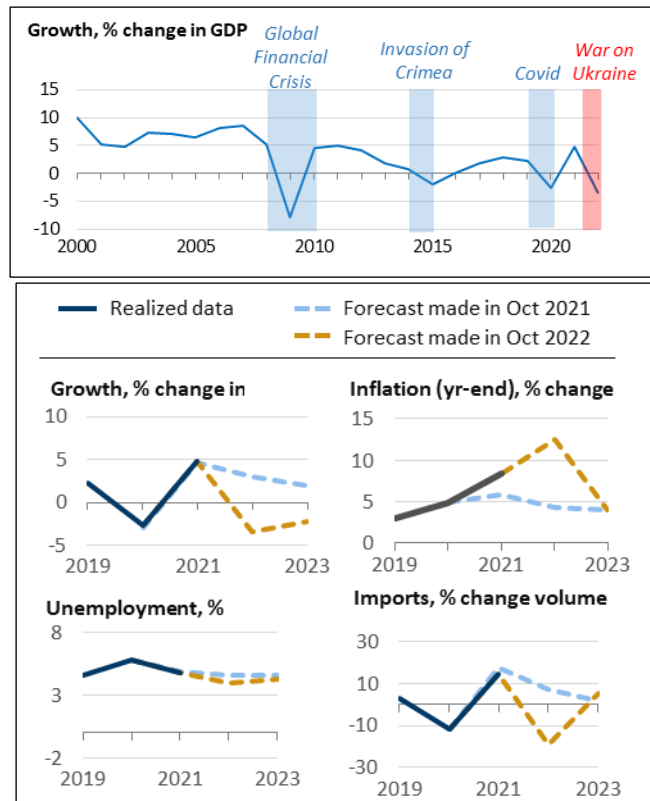 Growth, % change in GDP
Global
Financial
Crisis
Invasion of
Crimea
Covid
War on
Ukraine
15
10
5
0
-5
-10
2000
2005
2010
2015
2020
Realized data
Forecast made in Oct 2021
Forecast made in Oct 2022
Growth, % change in
10
5
0
-5
2019
2021
2023
Inflation (yr-end), % change
15
10
5
0
2019
2021
2023
Unemployment, %
8
3
-2
2019
2021
2023
Imports, % change volume
30
10
-10
-30
2019
2021
2023